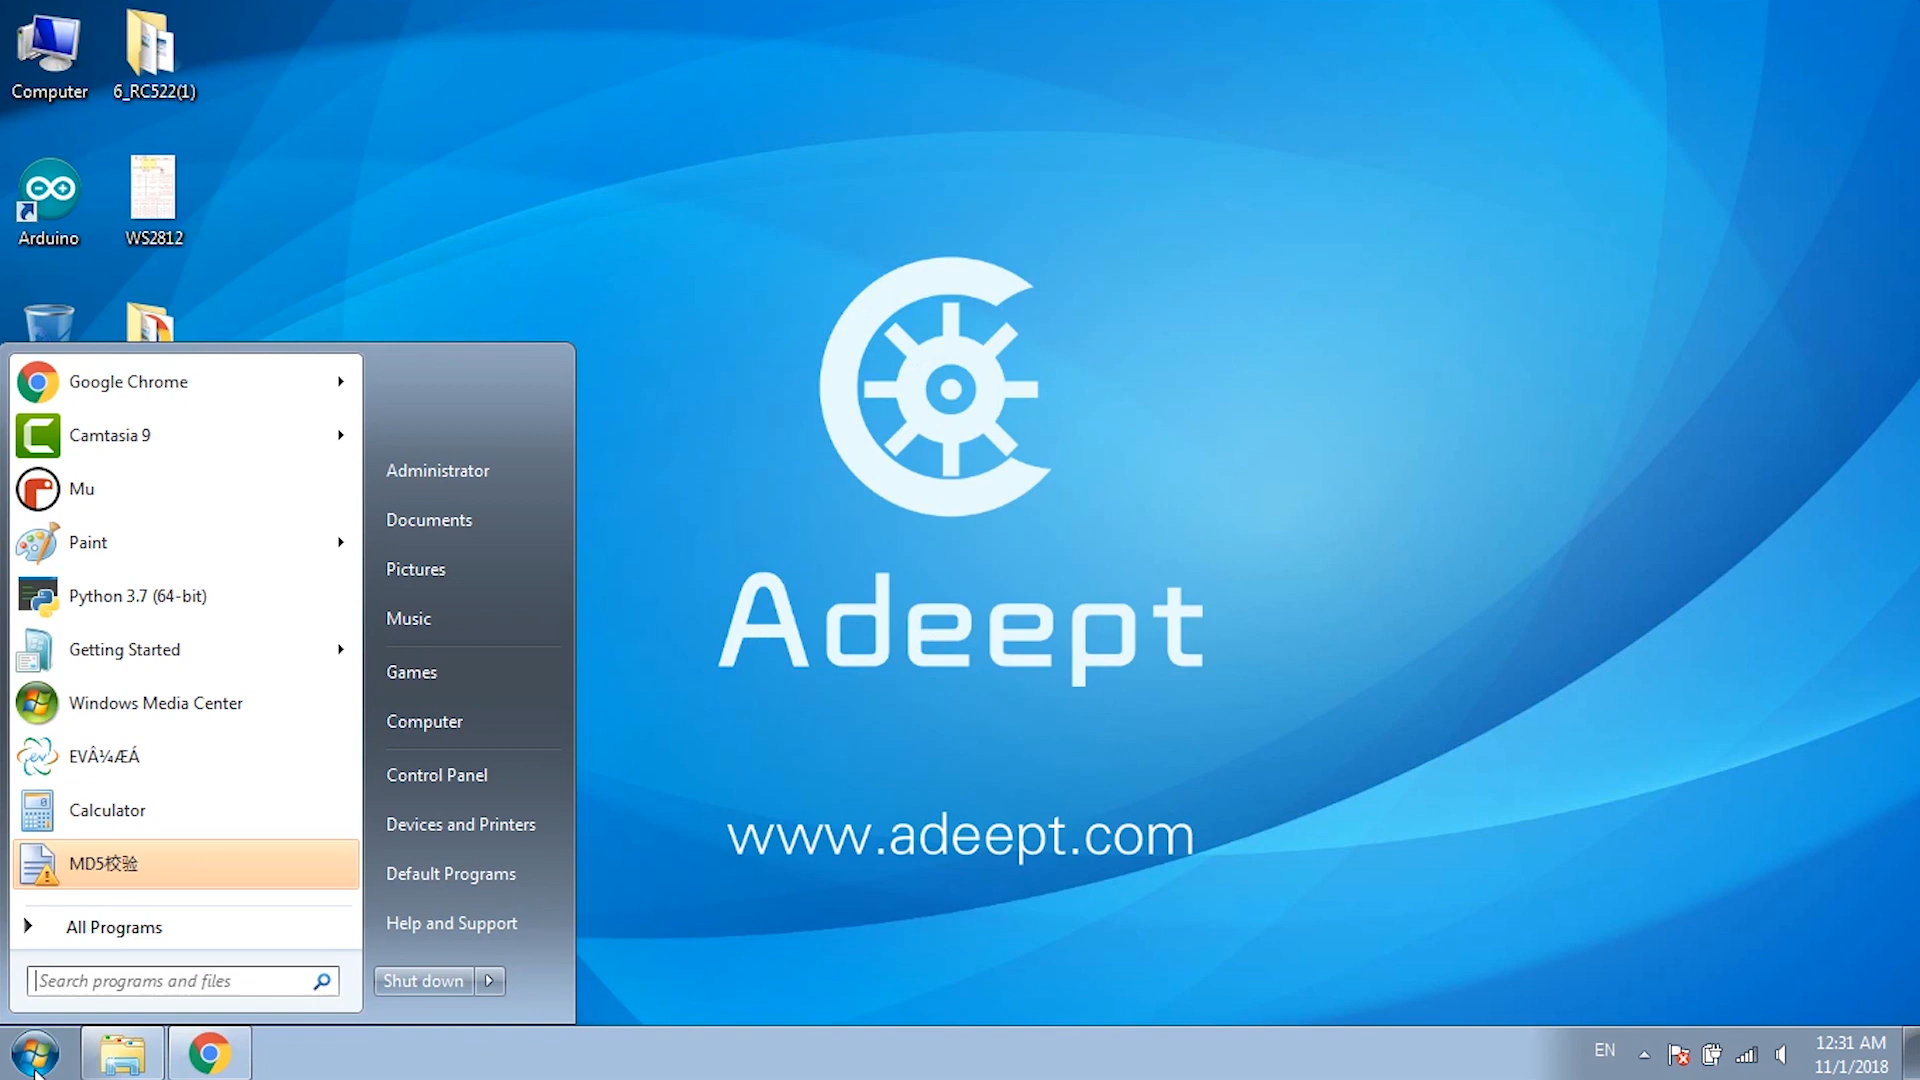 Computer
6_RC522(1)
Arduino
WS2812
Google Chrome
Camtasia 9
Mu
Paint
Python 3.7 (64-bit)
Getting Started
Windows Media Center
EVÂ¼ÆÁ
Calculator
MD5校验
All Programs
Search programs and files
Administrator
Documents
Pictures
Music
Games
Computer
Control Panel
Devices and Printers
Default Programs
Help and Support
Shut down
Adeept
www.adeept.com
EN
12:31 AM
11/1/2018